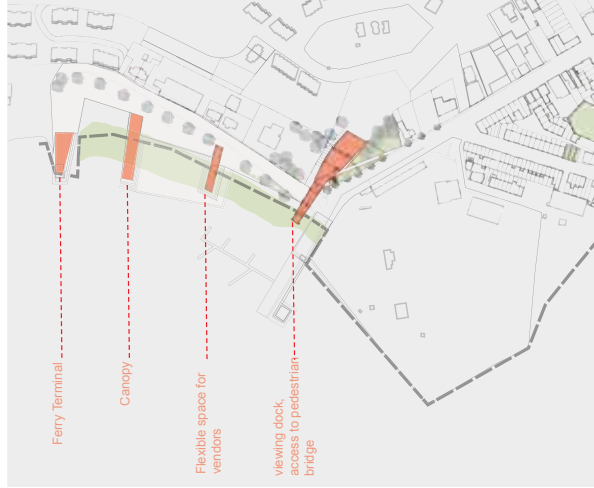 Ferry Terminal
Canopy
Flexible space for
vendors
viewing dock,
access to pedestrian
bridge